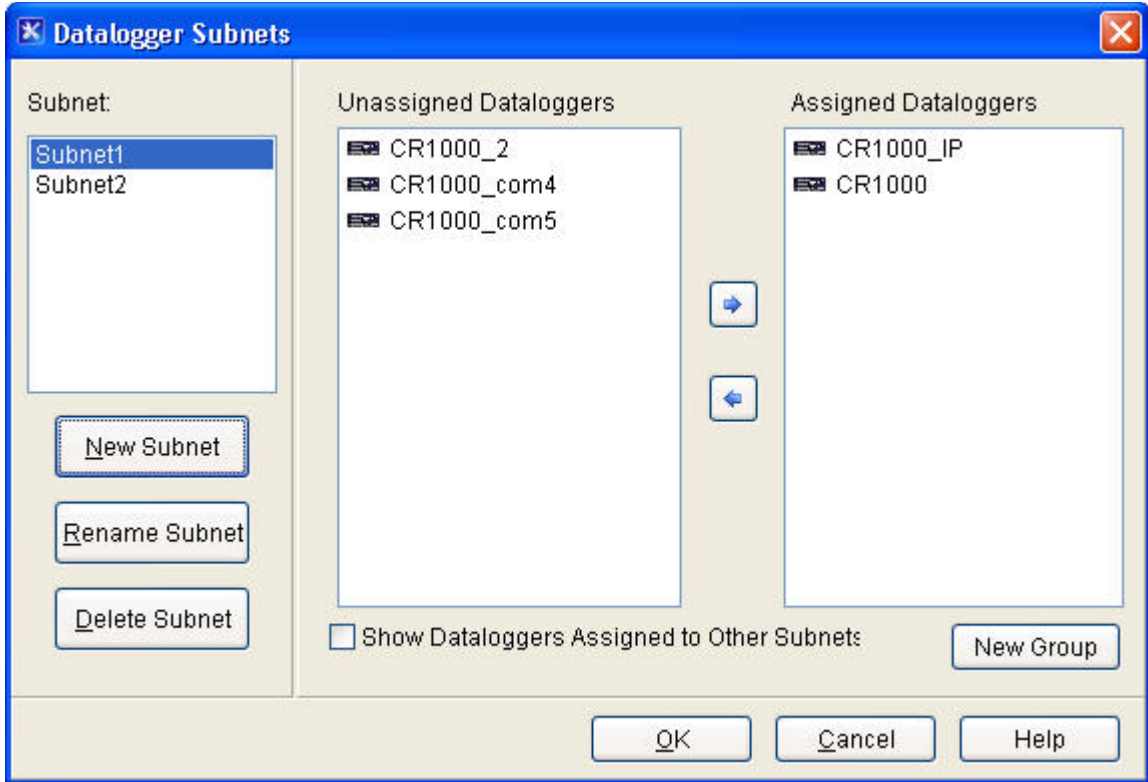 Datalogger Subnets
Subnet:
Subnet1
Subnet2
New Subnet
Rename Subnet
Delete Subnet
Unassigned Dataloggers
CR1000_2
CR1000_com4
CR1000_com5
Assigned Dataloggers
CR1000_IP
CR1000
Show Dataloggers Assigned to Other Subnets
New Group
OK
Cancel
Help